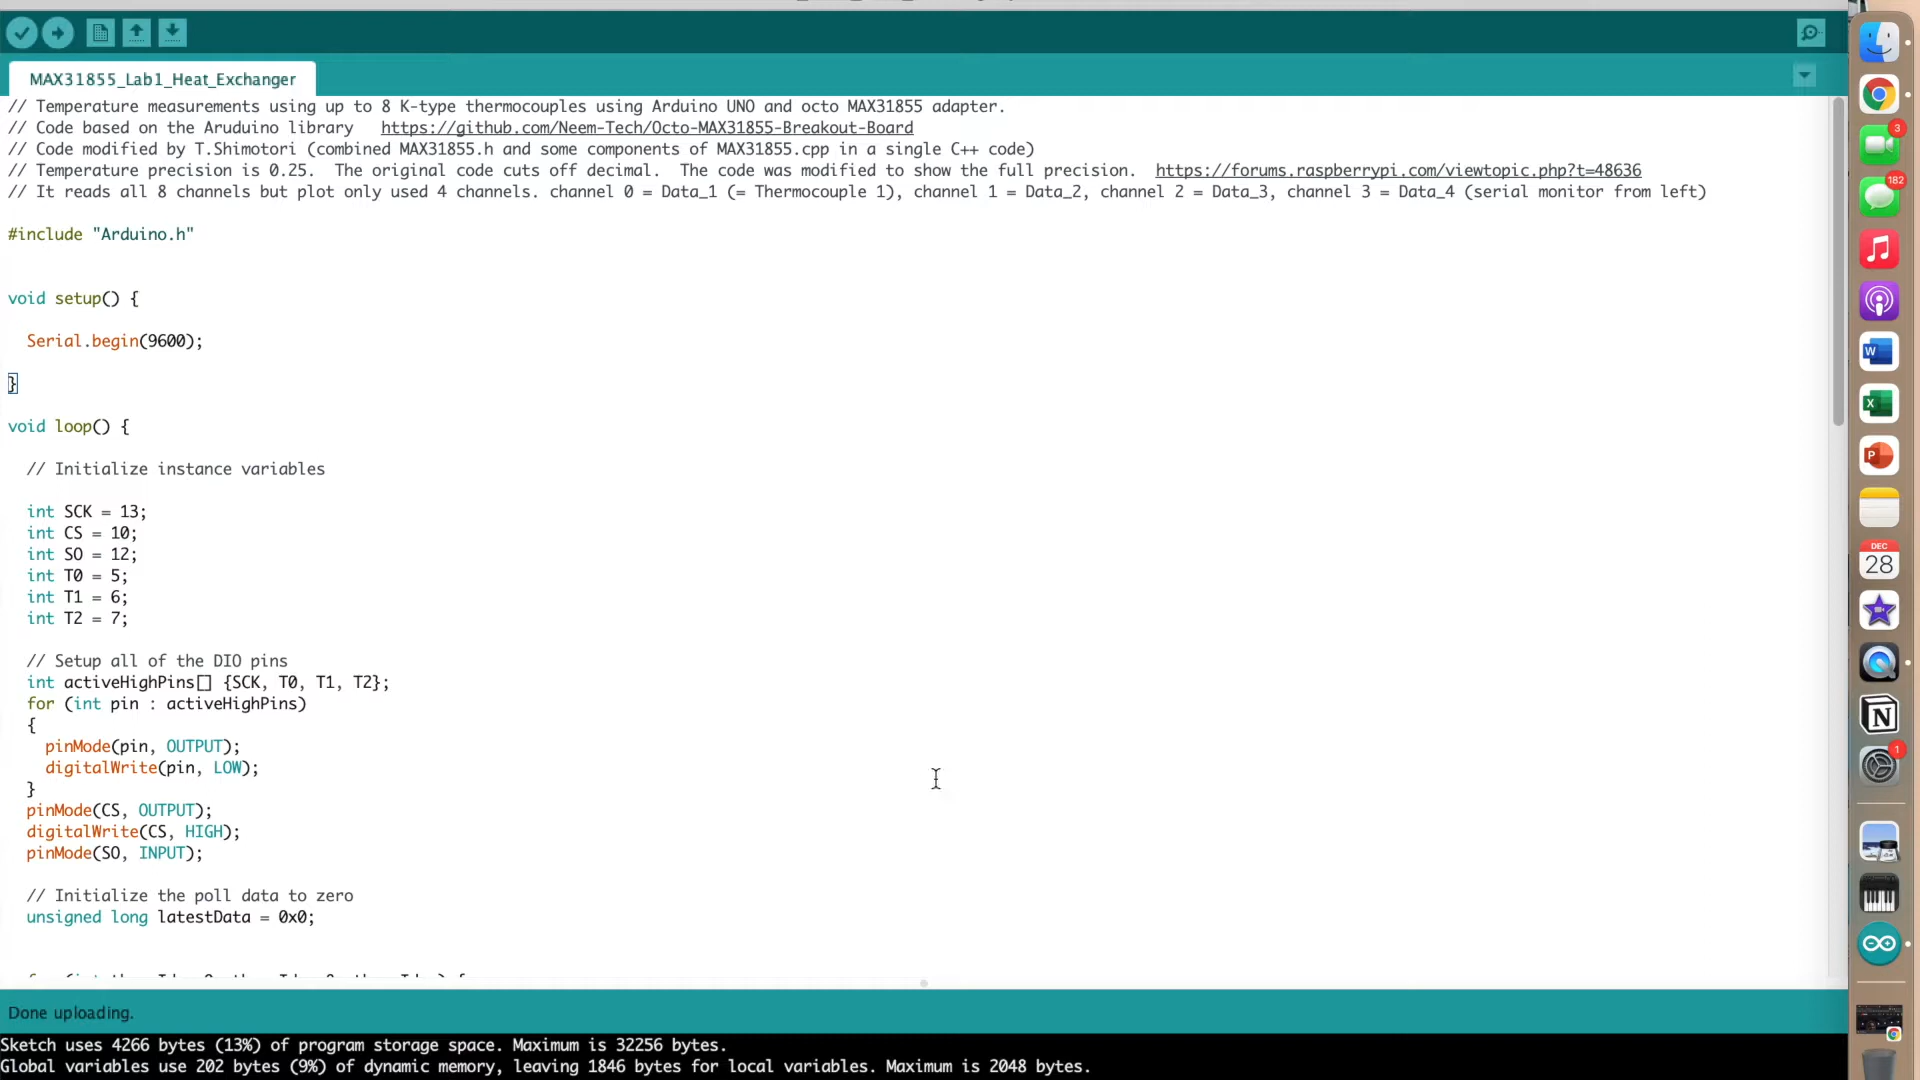 MAX31855_Lab1_Heat_Exchanger
// Temperature measurements using up to 8 K-type thermocouples using Arduino UNO and octo MAX31855 adapter.
// Code based on the Aruduino library   https://github.com/Neem-Tech/Octo-MAX31855-Breakout-Board
// Code modified by T.Shimotori (combined MAX31855.h and some components of MAX31855.cpp in a single C++ code)
// Temperature precision is 0.25.  The original code cuts off decimal.  The code was modified to show the full precision.  https://forums.raspberrypi.com/viewtopic.php?t=48636
// It reads all 8 channels but plot only used 4 channels. channel 0 = Data_1 (= Thermocouple 1), channel 1 = Data_2, channel 2 = Data_3, channel 3 = Data_4 (serial monitor from left)
#include "Arduino.h"
void setup() {
Serial.begin(9600);
}
void loop() {
// Initialize instance variables
int SCK = 13;
int CS = 10;
int SO = 12;
int T0 = 5;
int T1 = 6;
int T2 = 7;
// Setup all of the DIO pins
int activeHighPins[] {SCK, T0, T1, T2};
for (int pin : activeHighPins)
{
pinMode(pin, OUTPUT);
digitalWrite(pin, LOW);
}
pinMode(CS, OUTPUT);
digitalWrite(CS, HIGH);
pinMode(SO, INPUT);
// Initialize the poll data to zero
unsigned long latestData = 0x0;
Done uploading.
Sketch uses 4266 bytes (13%) of program storage space. Maximum is 32256 bytes.
Global variables use 202 bytes (9%) of dynamic memory, leaving 1846 bytes for local variables. Maximum is 2048 bytes.
3
182
W
X
P
DEC
28
N
1